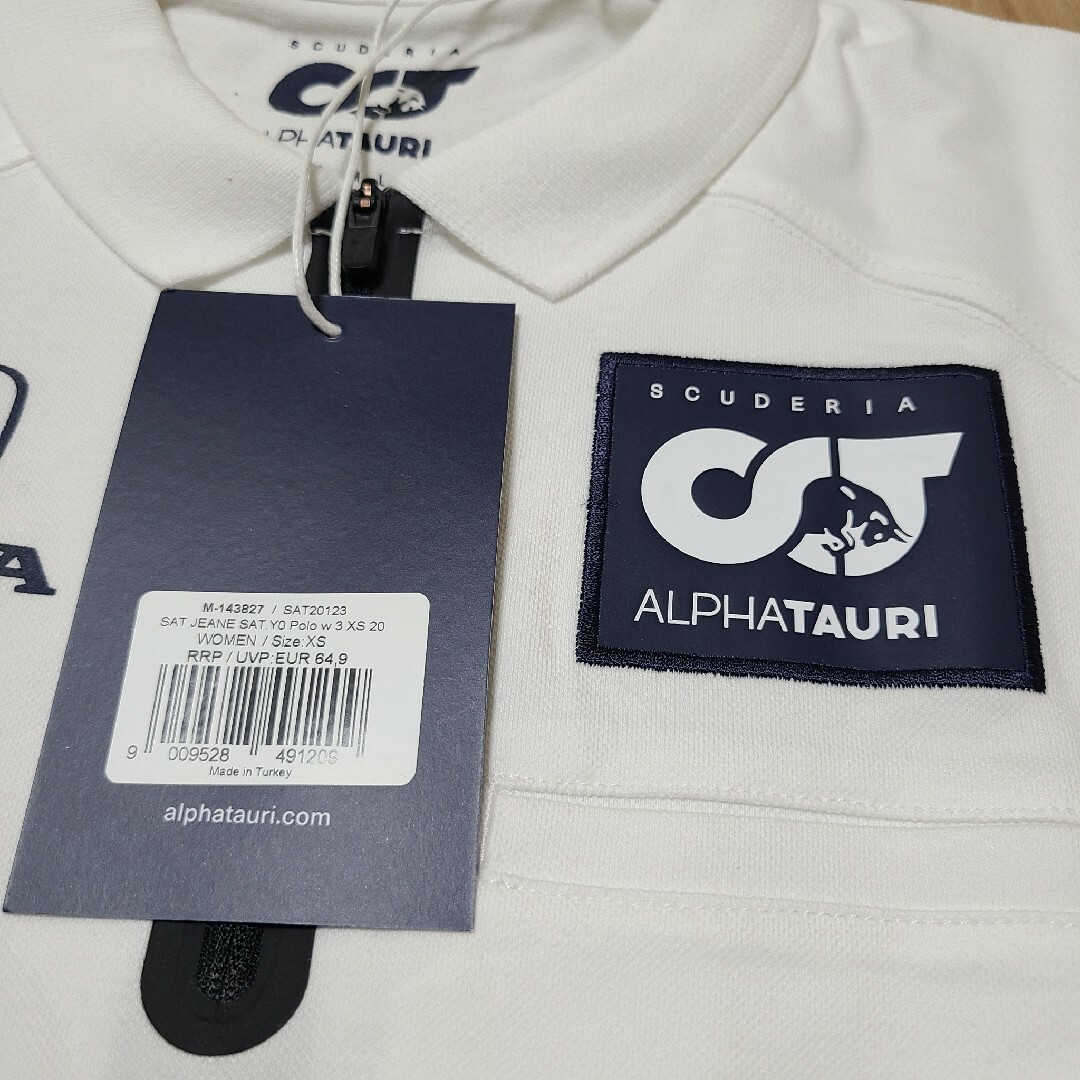 SCUDERIA
ALPHATAURI
SCUDERIA
ALPHATAURI
M-143827 / SAT20123
SAT JEANE SAT.Y0 Polo w 3 XS 20
WOMEN / Size:XS
RRP / UVP:EUR 64,9
9 009528 491209
Made in Turkey
alphatauri.com